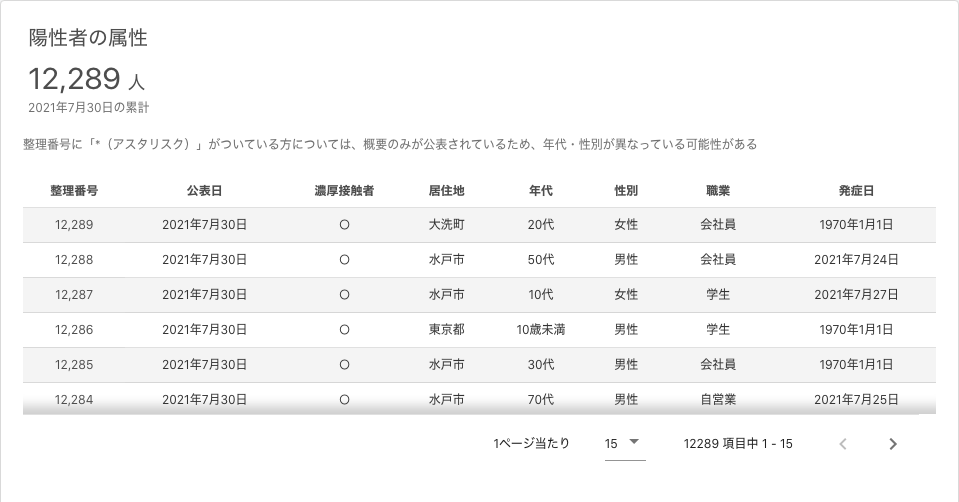 陽性者の属性
12,289 人
2021年7月30日の累計
整理番号に「*（アスタリスク）」がついている方については、概要のみが公表されているため、年代・性別が異なっている可能性がある
整理番号 公表日 濃厚接触者 居住地 年代 性別 職業 発症日
12,289 2021年7月30日 〇 大洗町 20代 女性 会社員 1970年1月1日
12,288 2021年7月30日 〇 水戸市 50代 男性 会社員 2021年7月24日
12,287 2021年7月30日 〇 水戸市 10代 女性 学生 2021年7月27日
12,286 2021年7月30日 〇 東京都 10歳未満 男性 学生 1970年1月1日
12,285 2021年7月30日 〇 水戸市 30代 男性 会社員 1970年1月1日
12,284 2021年7月30日 〇 水戸市 70代 男性 自営業 2021年7月25日
1ページ当たり 15 12289 項目中 1 - 15